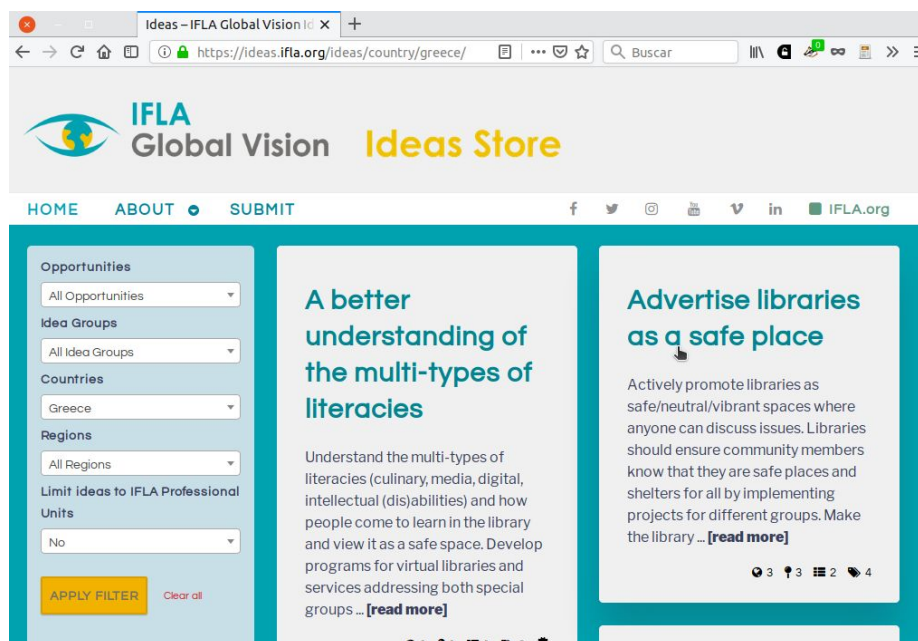 Ideas – IFLA Global Vision Id
https://ideas.ifla.org/ideas/country/greece/
Buscar
0
IFLA
Global Vision
Ideas Store
HOME ABOUT SUBMIT
You Tube
in
IFLA.org
Opportunities
All Opportunities
Idea Groups
All Idea Groups
Countries
Greece
Regions
All Regions
Limit ideas to IFLA Professional
Units
No
APPLY FILTER Clear all
A better
understanding of
the multi-types of
literacies
Understand the multi-types of
literacies (culinary, media, digital,
intellectual (dis)abilities) and how
people come to learn in the library
and view it as a safe space. Develop
programs for virtual libraries and
services addressing both special
groups ... [read more]
Advertise libraries
as a safe place
Actively promote libraries as
safe/neutral/vibrant spaces where
anyone can discuss issues. Libraries
should ensure community members
know that they are safe places and
shelters for all by implementing
projects for different groups. Make
the library ... [read more]
3 3 2 4